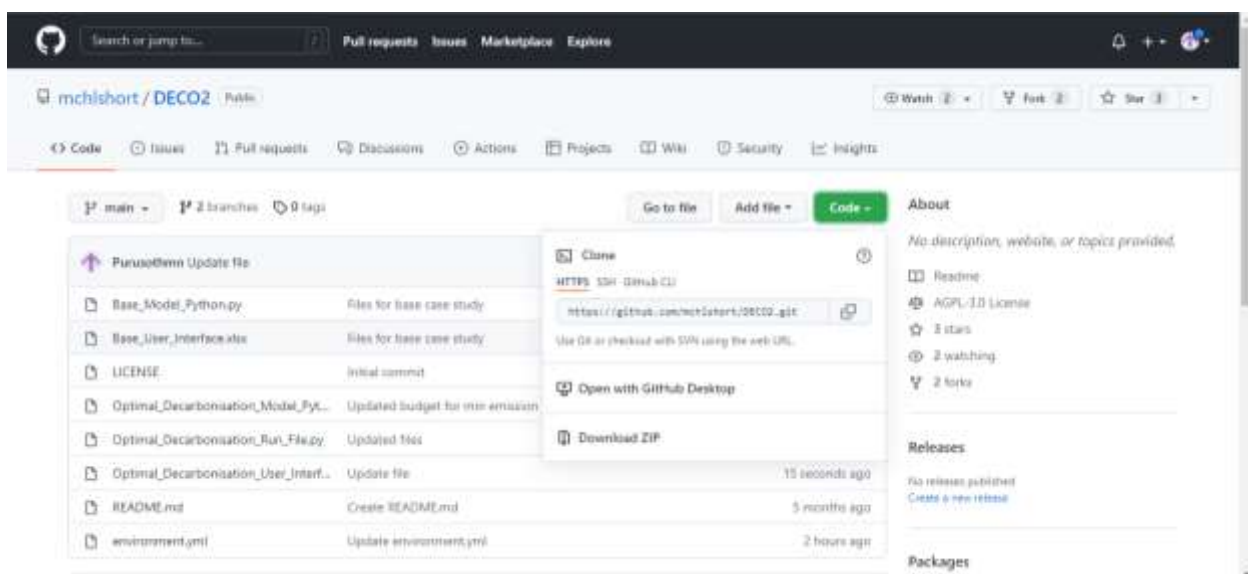 Search or jump to... /
Pull requests Issues Marketplace Explore
mchlshort / DECO2 Public
Watch 2 Fork 2 Star 3
Code Issues Pull requests Discussions Actions Projects Wiki Security Insights
main 2 branches 0 tags Go to file Add file Code
Purusothmn Update file
Base_Model_Python.py Files for base case study
Base_User_Interface.xlsx Files for base case study
LICENSE Initial commit
Optimal_Decarbonisation_Model_Pyt... Updated budget for min emission
Optimal_Decarbonisation_Run_File.py Updated files
Optimal_Decarbonisation_User_Interf... Update file 15 seconds ago
README.md Create README.md 5 months ago
environment.yml Update environment.yml 2 hours ago
Clone
HTTPS SSH GitHub CLI
https://github.com/mchlshort/DECO2.git
Use Git or checkout with SVN using the web URL.
Open with GitHub Desktop
Download ZIP
About
No description, website, or topics provided.
Readme
AGPL-3.0 License
3 stars
2 watching
2 forks
Releases
No releases published
Create a new release
Packages